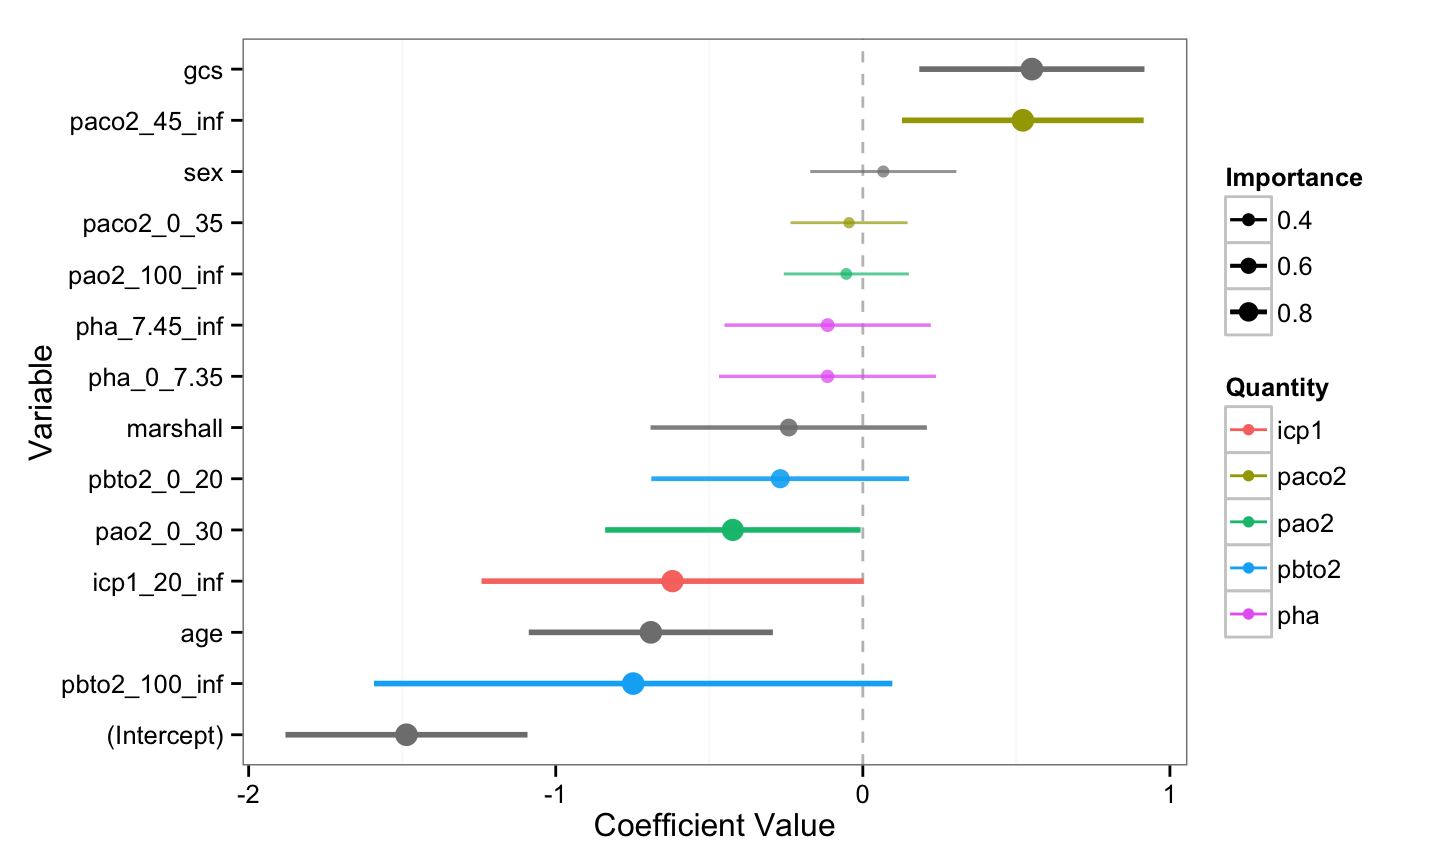 gcs
paco2_45_inf
sex
paco2_0_35
pao2_100_inf
pha_7.45_inf
pha_0_7.35
marshall
pbto2_0_20
pao2_0_30
icp1_20_inf
age
pbto2_100_inf
(Intercept)
Variable
-2 -1 0 1
Coefficient Value
Importance
0.4
0.6
0.8
Quantity
icp1
paco2
pao2
pbto2
pha